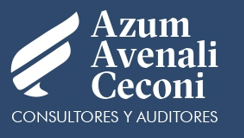 Azum
Avenali
Ceconi
CONSULTORES Y AUDITORES